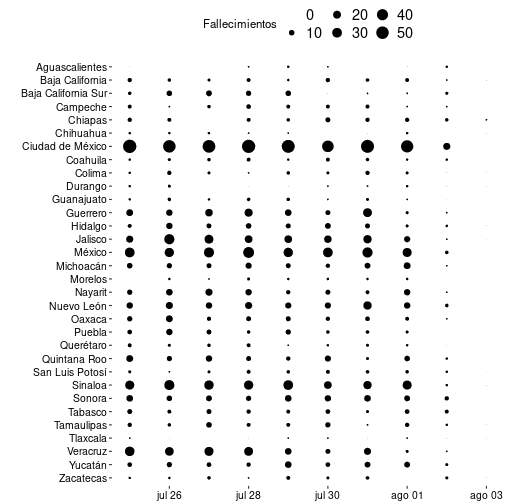 Fallecimientos
0
10
20
30
40
50
Aguascalientes
Baja California
Baja California Sur
Campeche
Chiapas
Chihuahua
Ciudad de México
Coahuila
Colima
Durango
Guanajuato
Guerrero
Hidalgo
Jalisco
México
Michoacán
Morelos
Nayarit
Nuevo León
Oaxaca
Puebla
Querétaro
Quintana Roo
San Luis Potosí
Sinaloa
Sonora
Tabasco
Tamaulipas
Tlaxcala
Veracruz
Yucatán
Zacatecas
jul 26
jul 28
jul 30
ago 01
ago 03